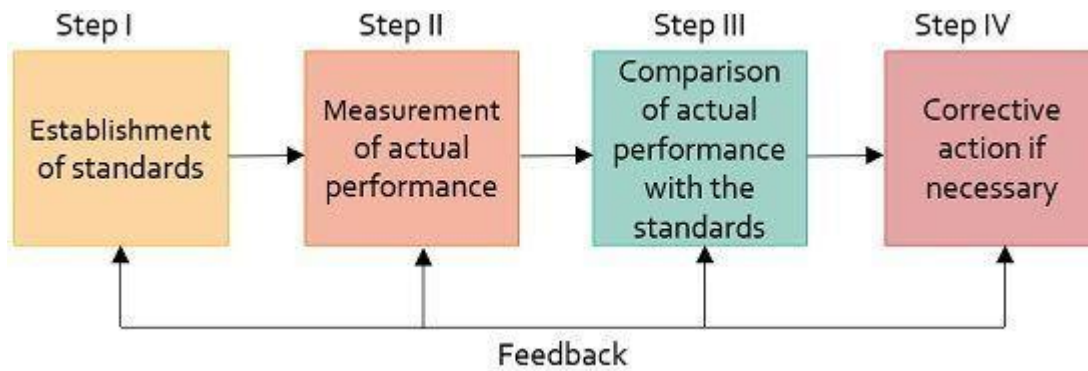 Step I
Establishment
of standards
Step II
Measurement
of actual
performance
Step III
Comparison
of actual
performance
with the
standards
Step IV
Corrective
action if
necessary
Feedback